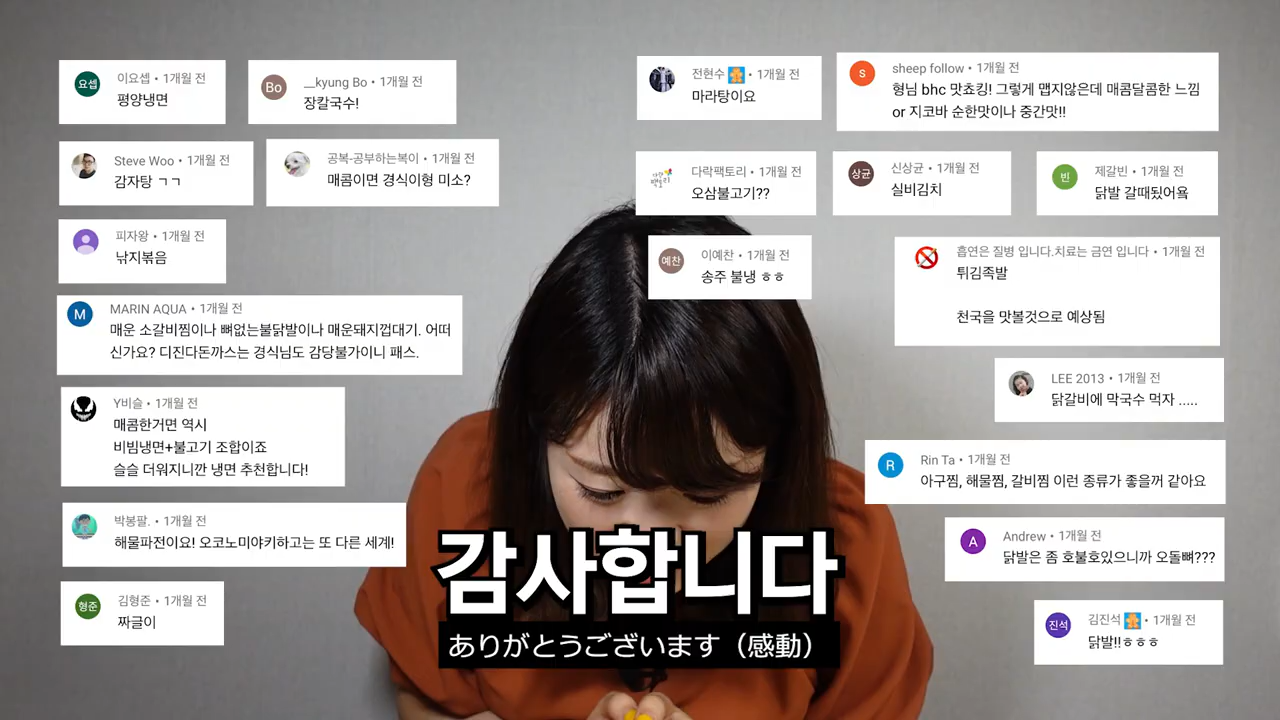 이요셉 • 1개월 전
평양냉면
__kyung Bo • 1개월 전
장칼국수!
Steve Woo • 1개월 전
감자탕 ㄱㄱ
공복-공부하는복이 • 1개월 전
매콤이면 경식이형 미소?
피자왕 • 1개월 전
낚지볶음
MARIN AQUA • 1개월 전
매운 소갈비찜이나 뼈없는불닭발이나 매운돼지껍대기. 어떠
신가요? 디진다돈까스는 경식님도 감당불가이니 패스.
Y비슬 • 1개월 전
매콤한거면 역시
비빔냉면+불고기 조합이죠
슬슬 더워지니깐 냉면 추천합니다!
박봉팔. • 1개월 전
해물파전이요! 오코노미야키하고는 또 다른 세계!
김형준 • 1개월 전
짜글이
전현수 • 1개월 전
마라탕이요
sheep follow • 1개월 전
형님 bhc 맛쵸킹! 그렇게 맵지않은데 매콤달콤한 느낌
or 지코바 순한맛이나 중간맛!!
다락팩토리 • 1개월 전
오삼불고기??
신상균 • 1개월 전
실비김치
제갈빈 • 1개월 전
닭발 갈때됬어욬
이예찬 • 1개월 전
송주 불냉 ㅎㅎ
흡연은 질병 입니다.치료는 금연 입니다 • 1개월 전
튀김족발
천국을 맛볼것으로 예상됨
LEE 2013 • 1개월 전
닭갈비에 막국수 먹자 .....
Rin Ta • 1개월 전
아구찜, 해물찜, 갈비찜 이런 종류가 좋을꺼 같아요
Andrew • 1개월 전
닭발은 좀 호불호있으니까 오돌뼈???
김진석 • 1개월 전
닭발!!ㅎㅎㅎ
요셉
Bo
M
형준
S
상균
빈
예찬
R
A
진석
감사합니다
ありがとうございます（感動）